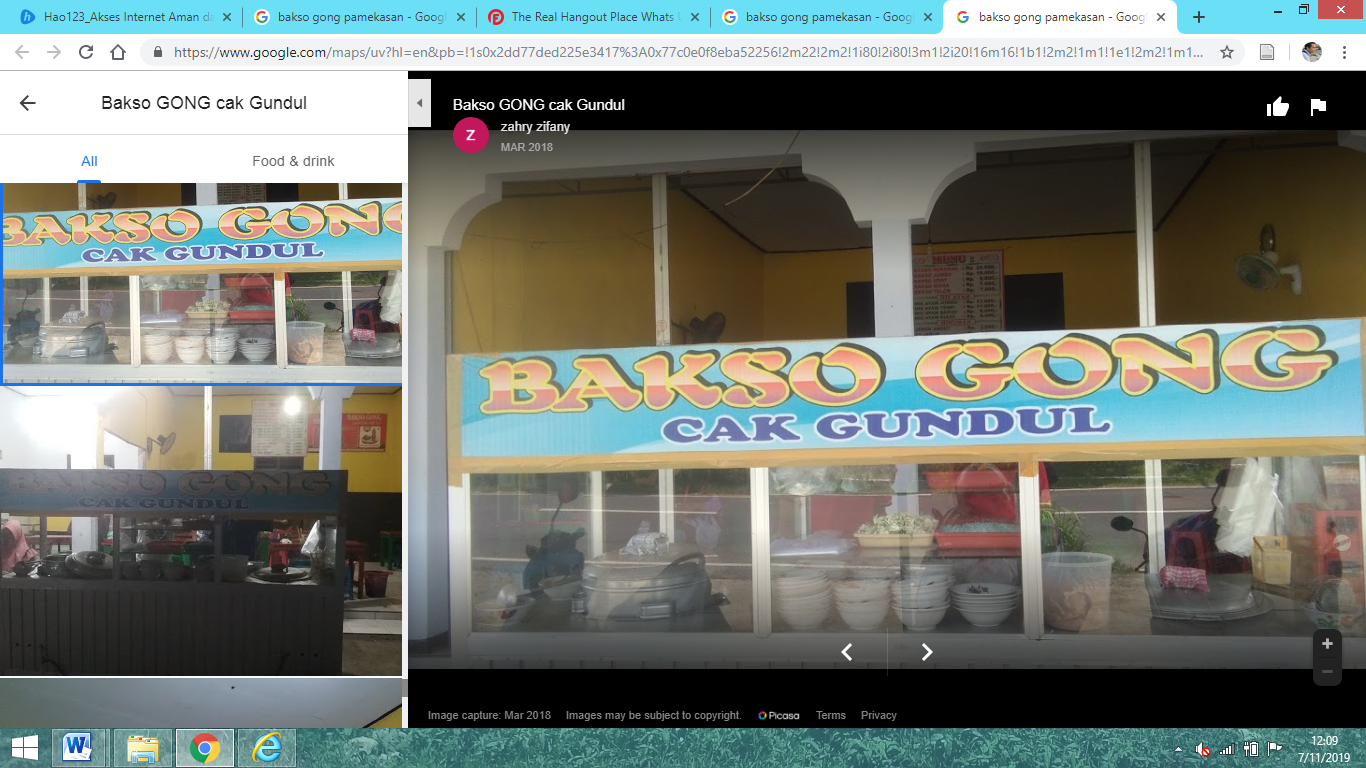 Hao123_Akses Internet Aman da
bakso gong pamekasan - Googl
The Real Hangout Place Whats U
bakso gong pamekasan - Googl
bakso gong pamekasan - Goog
https://www.google.com/maps/uv?hl=en&pb=!1s0x2dd77ded225e3417%3A0x77c0e0f8eba52256!2m22!2m2!1i80!2i80!3m1!2i20!16m16!1b1!2m2!1m1!1e1!2m2!1m1...
Bakso GONG cak Gundul
All
Food & drink
BAKSO GONG
CAK GUNDUL
BAKSO GONG
CAK GUNDUL
Bakso GONG cak Gundul
Z
zahry zifany
MAR 2018
BAKSO GONG
CAK GUNDUL
Image capture: Mar 2018
Images may be subject to copyright.
Picasa
Terms
Privacy
12:09
7/11/2019